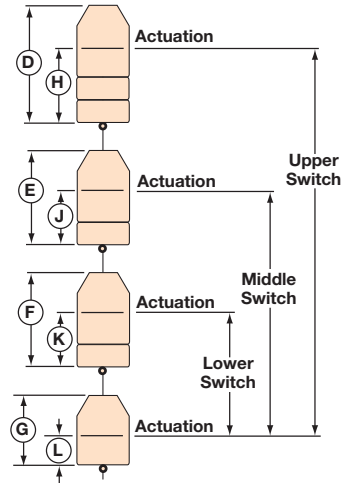 Actuation
D
H
Upper
Switch
Actuation
E
J
Middle
Switch
Actuation
F
K
Lower
Switch
Actuation
G
L